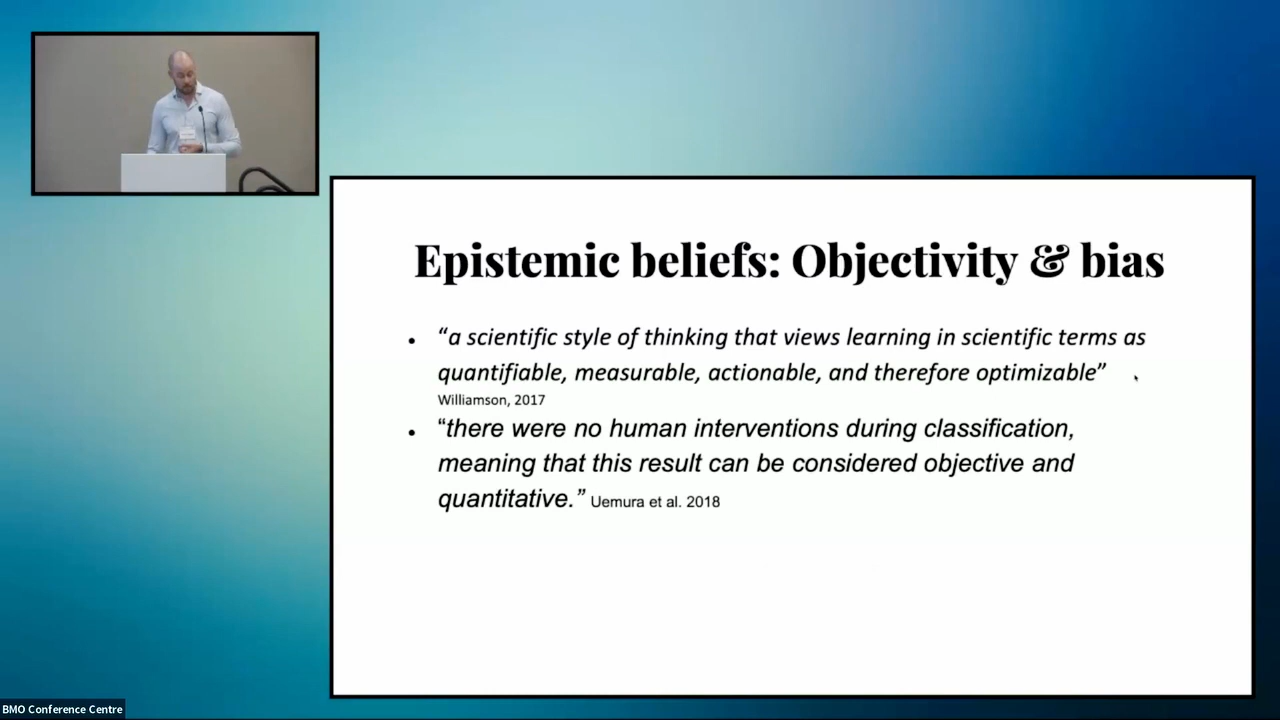 Epistemic beliefs: Objectivity & bias
• “a scientific style of thinking that views learning in scientific terms as
quantifiable, measurable, actionable, and therefore optimizable”
Williamson, 2017
• “there were no human interventions during classification,
meaning that this result can be considered objective and
quantitative.” Uemura et al. 2018
BMO Conference Centre